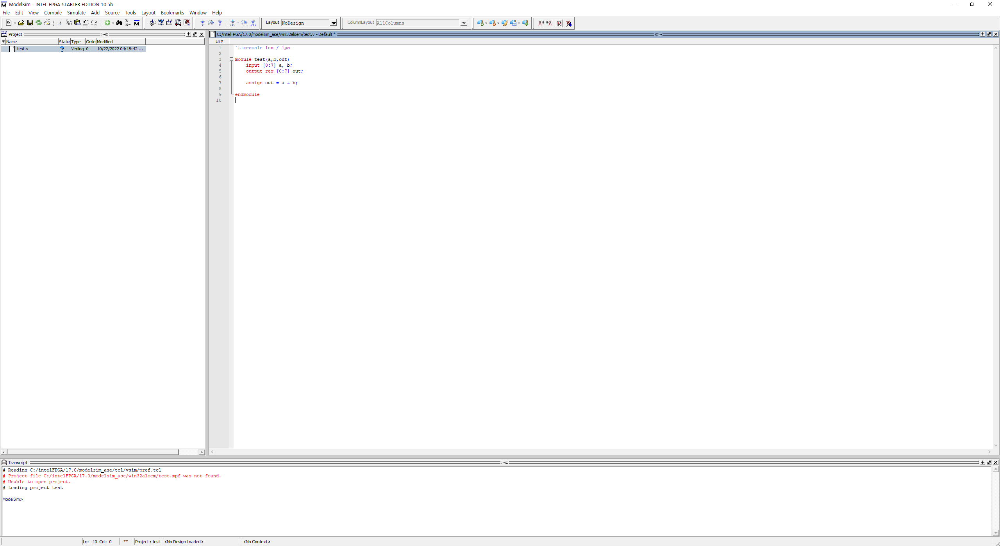 ModelSim - INTEL FPGA STARTER EDITION 10.5b
File Edit View Compile Simulate Add Source Tools Layout Bookmarks Window Help
Layout NoDesign ColumnLayout AllColumns
Project
Name Status Type Order Modified
test.v Verilog 0 10/22/2022 04:18:42 ...
C:/intelFPGA/17.0/modelsim_ase/win32aloem/test.v - Default *
Ln#
1 `timescale 1ns / 1ps
2
3 module test(a,b,out)
4 input [0:7] a, b;
5 output reg [0:7] out;
6
7 assign out = a & b;
8
9 endmodule
10
Transcript
# Reading C:/intelFPGA/17.0/modelsim_ase/tcl/vsim/pref.tcl
# Project file C:/intelFPGA/17.0/modelsim_ase/win32aloem/test.mpf was not found.
# Unable to open project.
# Loading project test
ModelSim>
Ln: 10 Col: 0 ** Project : test <No Design Loaded> <No Context>